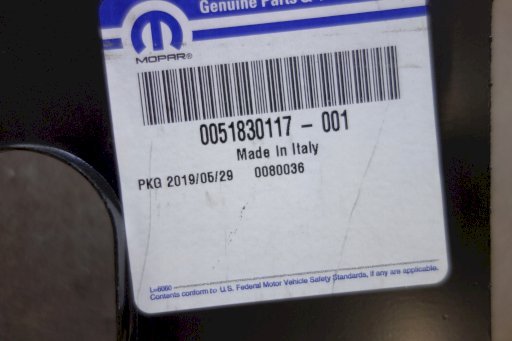 Genuine Parts &
MOPAR®
0051830117 - 001
Made In Italy
PKG 2019/05/29 0080036
L-6060
Contents conform to U.S. Federal Motor Vehicle Safety Standards, if any are applicable.